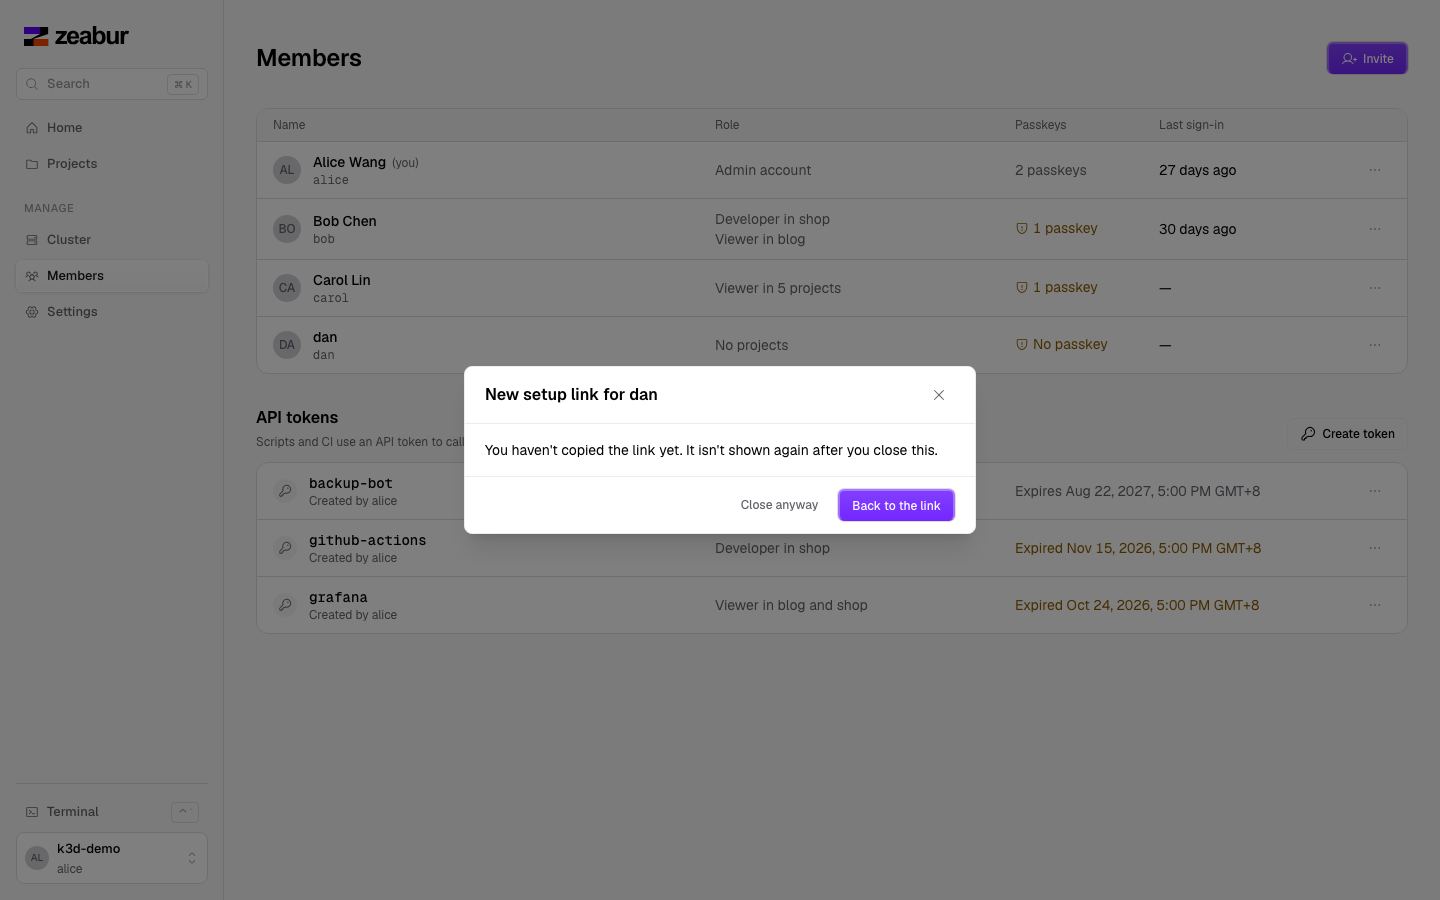 zeabur
Search
⌘ K
Home
Projects
MANAGE
Cluster
Members
Settings
Terminal
AL
k3d-demo
alice
Members
Invite
Name
Role
Passkeys
Last sign-in
AL
Alice Wang (you)
alice
Admin account
2 passkeys
27 days ago
BO
Bob Chen
bob
Developer in shop
Viewer in blog
1 passkey
30 days ago
CA
Carol Lin
carol
Viewer in 5 projects
1 passkey
—
DA
dan
dan
No projects
No passkey
—
New setup link for dan
You haven't copied the link yet. It isn't shown again after you close this.
Close anyway
Back to the link
API tokens
Scripts and CI use an API token to call
Create token
backup-bot
Created by alice
Expires Aug 22, 2027, 5:00 PM GMT+8
github-actions
Created by alice
Developer in shop
Expired Nov 15, 2026, 5:00 PM GMT+8
grafana
Created by alice
Viewer in blog and shop
Expired Oct 24, 2026, 5:00 PM GMT+8